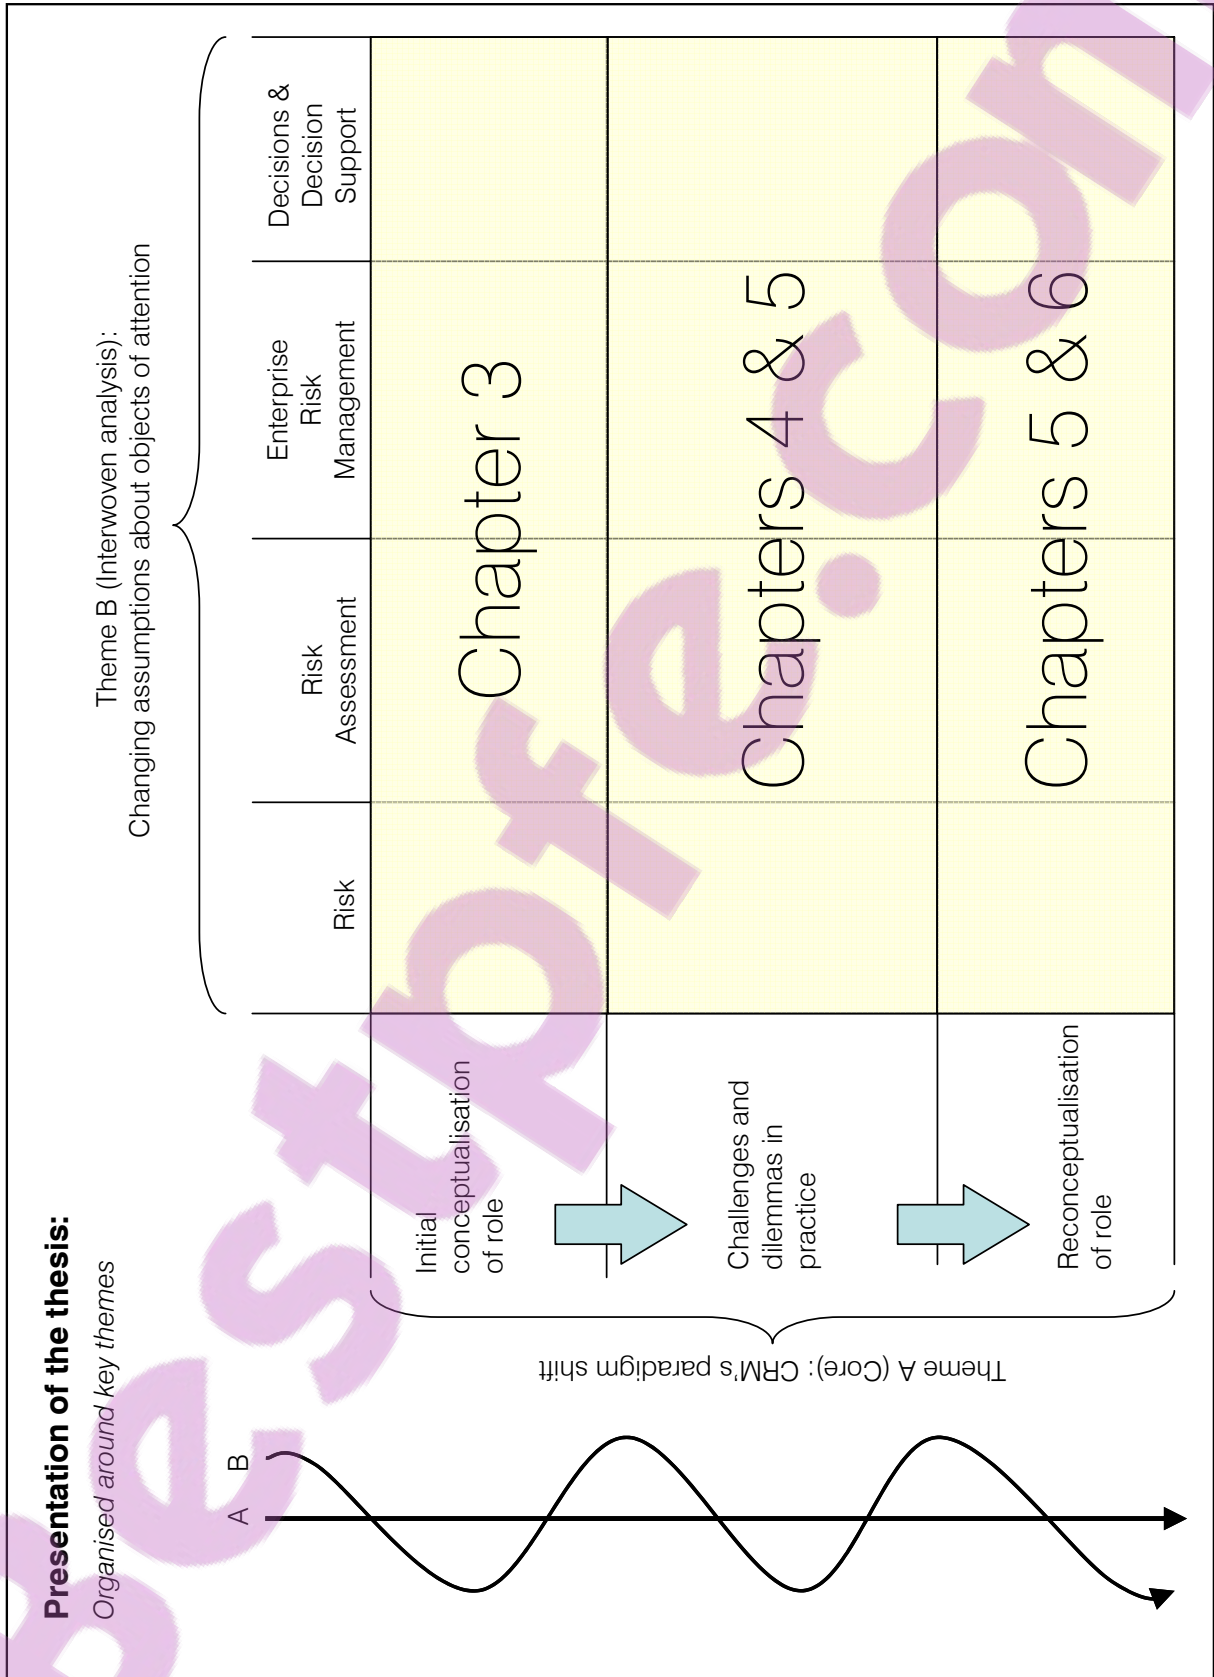 Presentation of the thesis:
Organised around key themes
Theme B (Interwoven analysis):
Changing assumptions about objects of attention
Risk
Risk
Assessment
Enterprise
Risk
Management
Decisions &
Decision
Support
A
B
Theme A (Core): CRM's paradigm shift
Initial
conceptualisation
of role
Chapter 3
Challenges and
dilemmas in
practice
Chapters 4 & 5
Reconceptualisation
of role
Chapters 5 & 6
Bestpfe.com